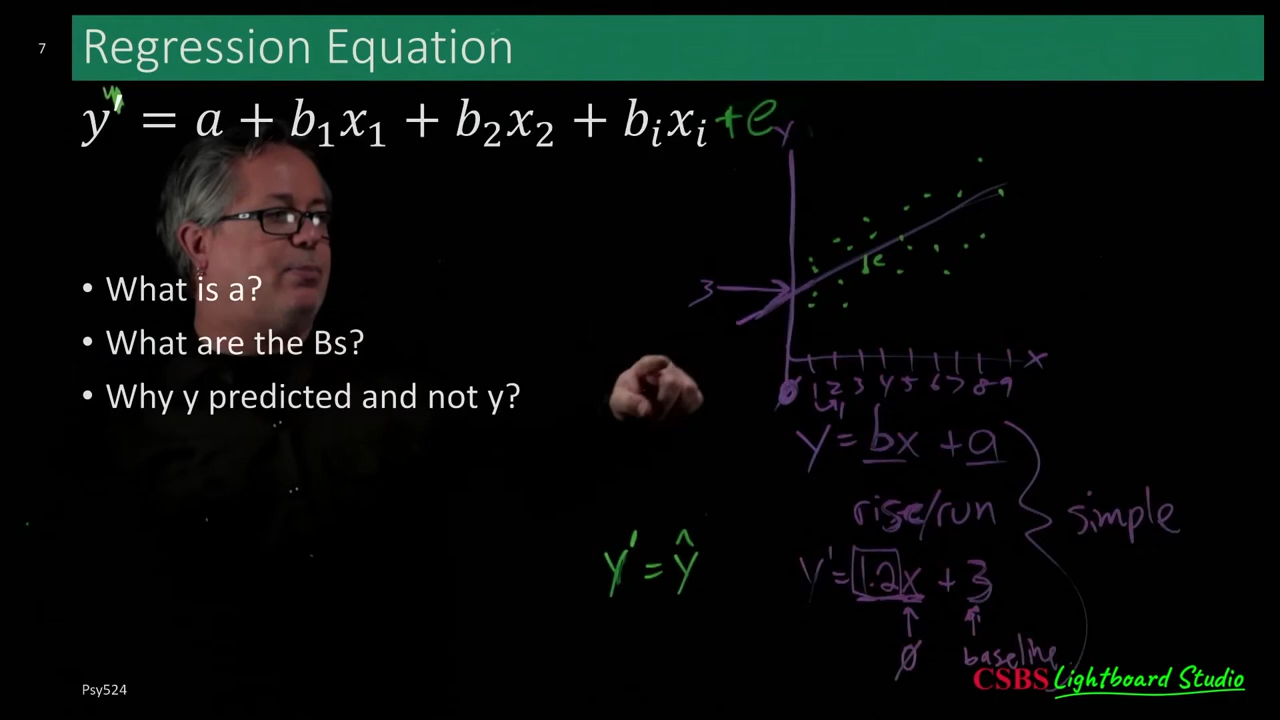 7
Regression Equation
y' = a + b₁x₁ + b₂x₂ + bᵢxᵢ + e
y
3
e
x
0 1 2 3 4 5 6 7 8 9
1
• What is a?
• What are the Bs?
• Why y predicted and not y?
y = bx + a
rise/run
simple
y' = ŷ
y' = 1.2x + 3
0
baseline
Psy524
CSBS Lightboard Studio